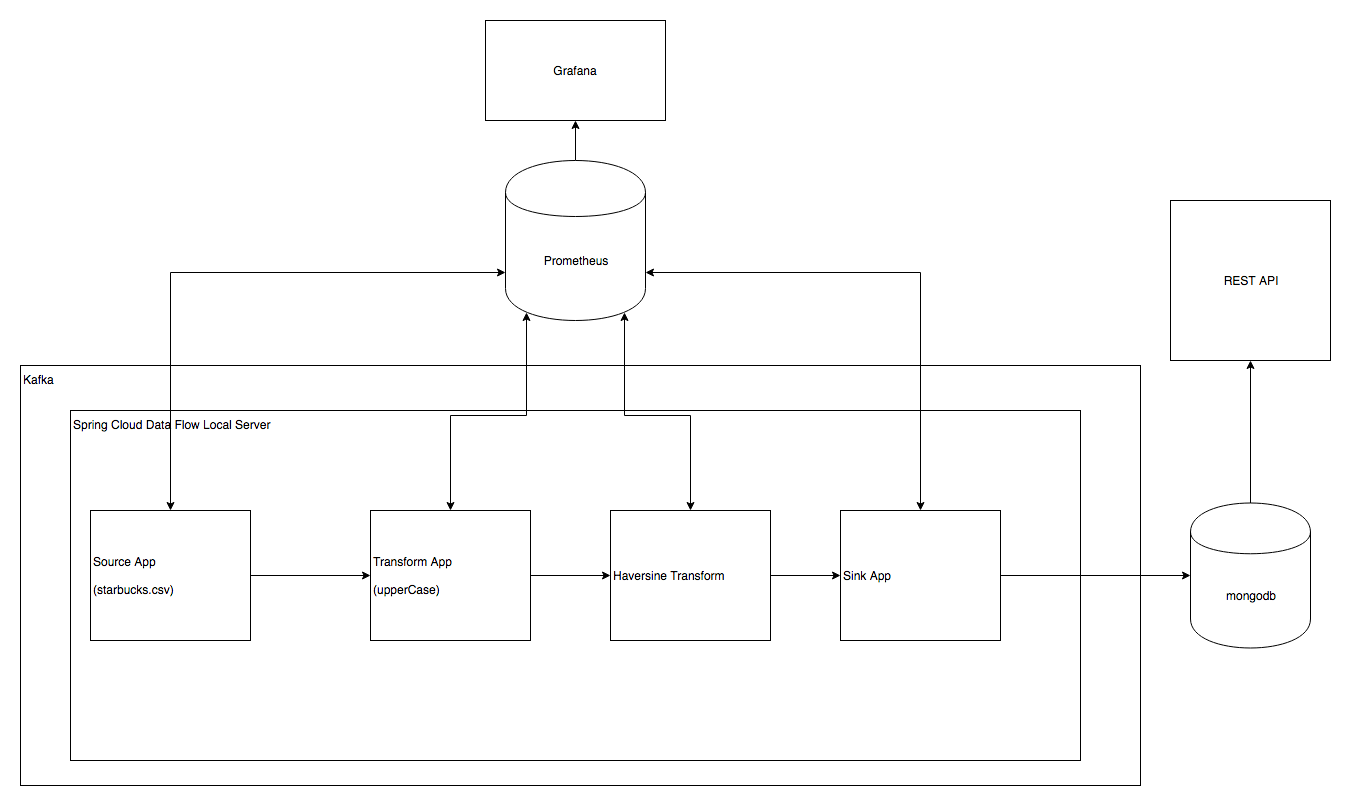 Grafana
Prometheus
REST API
Kafka
Spring Cloud Data Flow Local Server
Source App
(starbucks.csv)
Transform App
(upperCase)
Haversine Transform
Sink App
mongodb